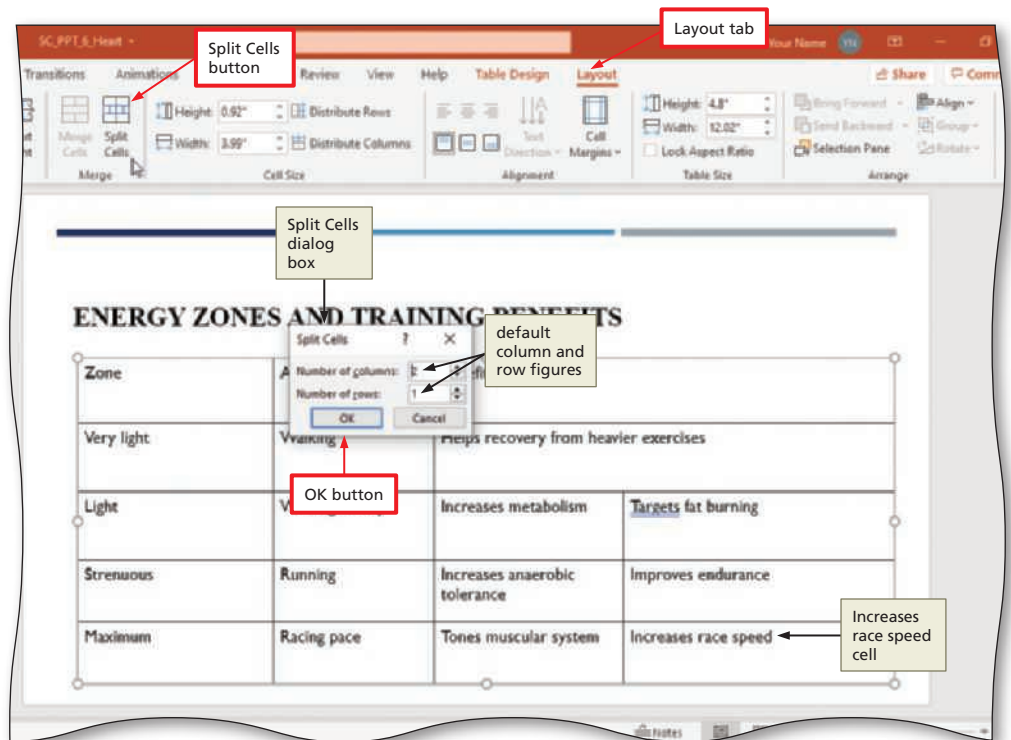 SC_PPT_6_Heart
Split Cells
button
Layout tab
Your Name
Transitions Animations Review View Help Table Design Layout
Share
Merge
Cells
Split
Cells
Merge
Height: 0.92"
Width: 3.99"
Distribute Rows
Distribute Columns
Cell Size
Text
Direction
Cell
Margins
Alignment
Height: 4.8"
Width: 12.02"
Lock Aspect Ratio
Table Size
Bring Forward
Send Backward
Selection Pane
Align
Group
Rotate
Arrange
Split Cells
dialog
box
ENERGY ZONES AND TRAINING BENEFITS
Split Cells ? ×
Number of columns: 2
Number of rows: 1
OK Cancel
default
column and
row figures
OK button
Zone
Very light Walking Helps recovery from heavier exercises
Light Increases metabolism Targets fat burning
Strenuous Running Increases anaerobic
tolerance Improves endurance
Maximum Racing pace Tones muscular system Increases race speed
Increases
race speed
cell
Notes